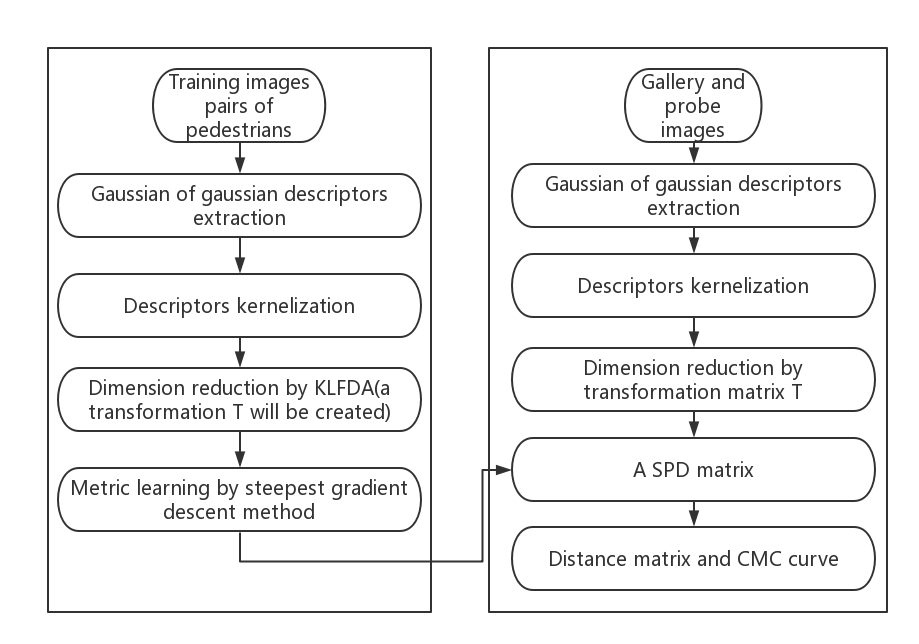 Training images
pairs of
pedestrians
Gaussian of gaussian descriptors
extraction
Descriptors kernelization
Dimension reduction by KLFDA(a
transformation T will be created)
Metric learning by steepest gradient
descent method
Gallery and
probe
images
Gaussian of gaussian descriptors
extraction
Descriptors kernelization
Dimension reduction by
transformation matrix T
A SPD matrix
Distance matrix and CMC curve